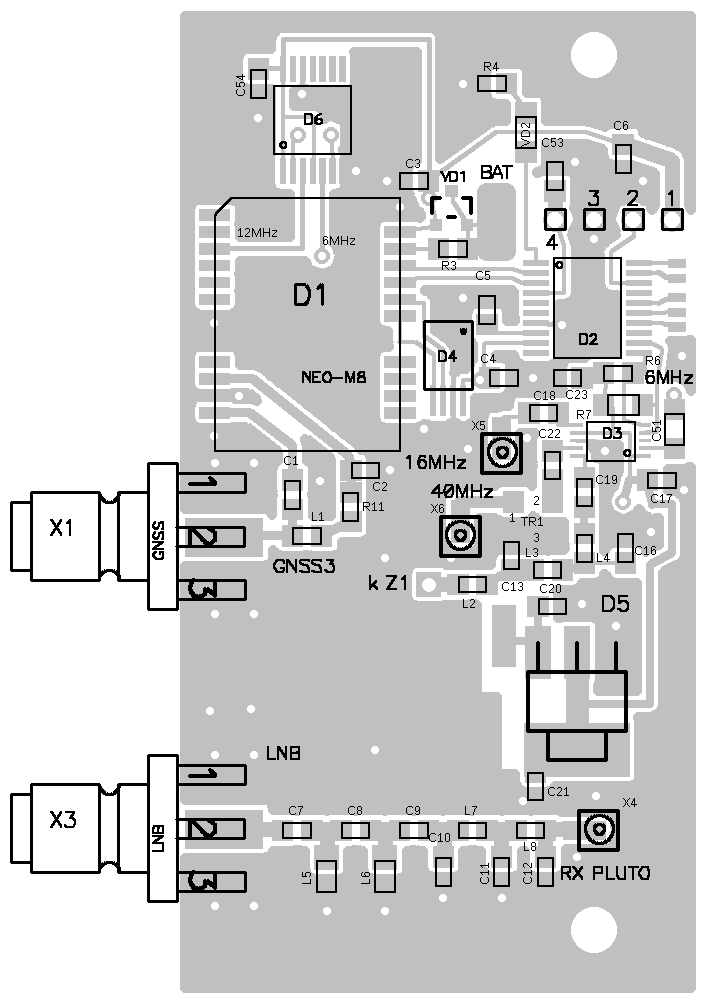 R4
C54
D6
VD2
C53
C6
C3
VD1
BAT
3
2
1
4
12MHz
6MHz
R3
D1
C5
D2
D4
NEO-M8
C4
C23
R6
6MHz
C18
R7
X5
C22
D3
C51
16MHz
C1
C2
1
40MHz
C19
C17
X1
GNSS
2
R11
X6
2
L1
1
TR1
3
GNSS3
L3
L4
C16
3
k Z1
L2
C13
C20
D5
LNB
1
C21
X3
LNB
2
C7
C8
C9
L7
X4
C10
L8
3
L5
L6
C11
C12
RX PLUTO